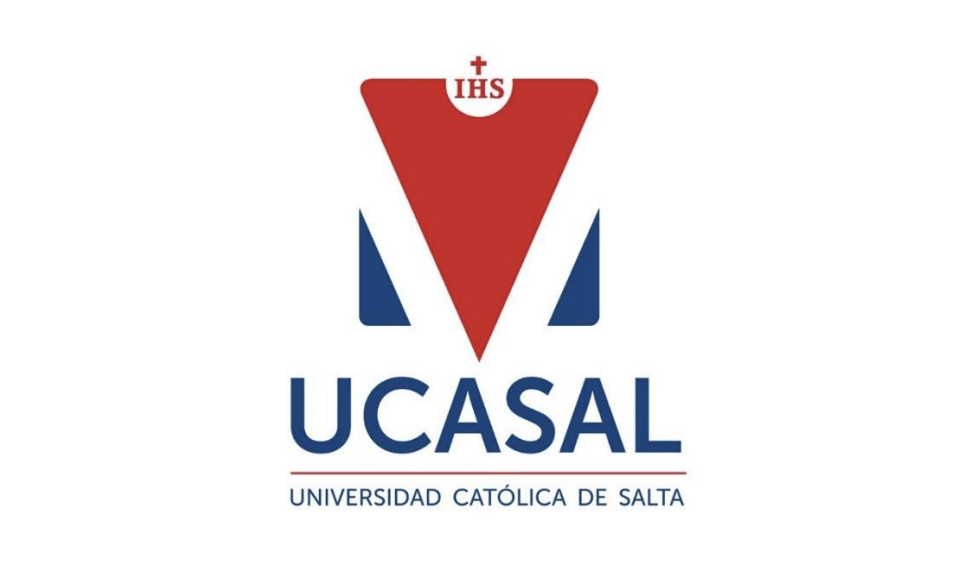 IHS
UCASAL
UNIVERSIDAD CATÓLICA DE SALTA